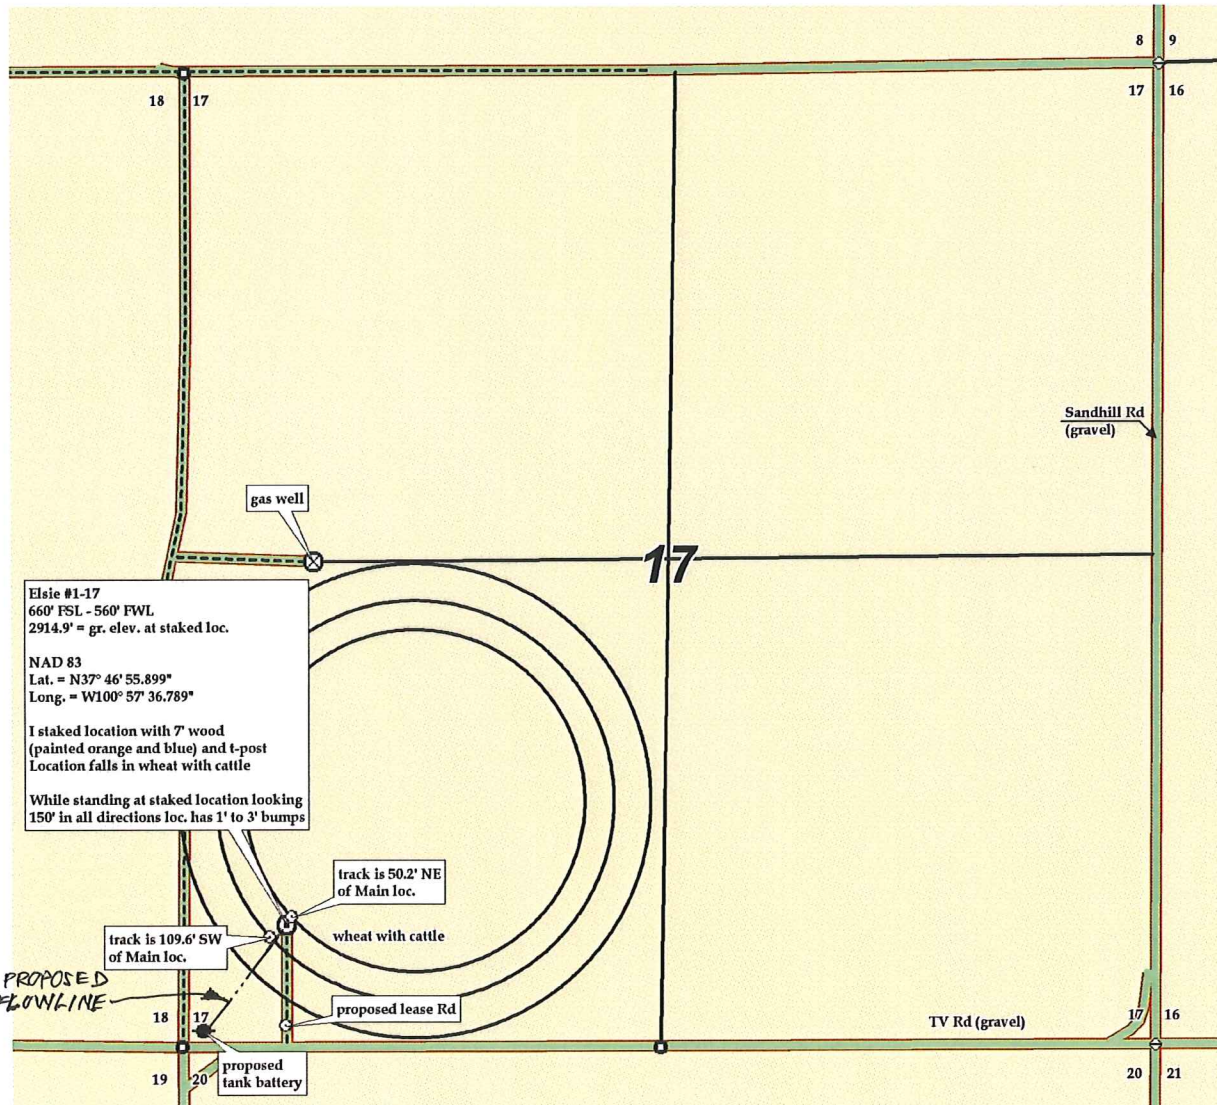 8 9
18 17
17 16
Sandhill Rd
(gravel)
gas well
17
Elsie #1-17
660' FSL - 560' FWL
2914.9' = gr. elev. at staked loc.
NAD 83
Lat. = N37° 46' 55.899"
Long. = W100° 57' 36.789"
I staked location with 7' wood
(painted orange and blue) and t-post
Location falls in wheat with cattle
While standing at staked location looking
150' in all directions loc. has 1' to 3' bumps
track is 50.2' NE
of Main loc.
track is 109.6' SW
of Main loc.
wheat with cattle
PROPOSED
FLOWLINE
proposed lease Rd
18 17
TV Rd (gravel)
17 16
proposed
tank battery
19 20
20 21